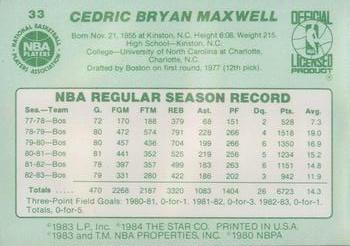 33
CEDRIC BRYAN MAXWELL
NATIONAL BASKETBALL PLAYERS ASSOCIATION
NBA PLAYERS
OFFICIAL LICENSED PRODUCT
Born Nov. 21, 1955 at Kinston, N.C. Height 6:08. Weight 215.
High School—Kinston, N.C.
College—University of North Carolina at Charlotte,
Charlotte, N.C.
Drafted by Boston on first round, 1977 (12th pick).
NBA REGULAR SEASON RECORD
Sea.—Team G. FGM FTM REB Ast. PF Dq. Pts. Avg.
77-78—Bos 72 170 188 379 68 151 2 528 7.3
78-79—Bos 80 472 574 791 228 266 4 1518 19.0
79-80—Bos 80 457 436 704 199 266 6 1350 16.9
80-81—Bos 81 441 352 525 219 256 5 1234 15.2
81-82—Bos 78 397 357 499 183 263 6 1151 14.8
82-83—Bos 79 331 280 422 186 202 3 942 11.9
Totals 470 2268 2187 3320 1083 1404 26 6723 14.3
Three-Point Field Goals: 1980-81, 0-for-1. 1981-82, 0-for-3. 1982-83, 0-for-1.
Totals, 0-for-5.
©1983 L.P., Inc. ©1984 THE STAR CO. PRINTED IN U.S.A.
©1983 and T.M. NBA PROPERTIES, INC. ©1980 NBPA